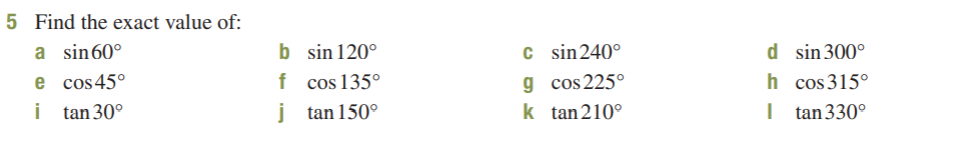 5 Find the exact value of:
a sin 60° b sin 120° c sin 240° d sin 300°
e cos 45° f cos 135° g cos 225° h cos 315°
i tan 30° j tan 150° k tan 210° l tan 330°